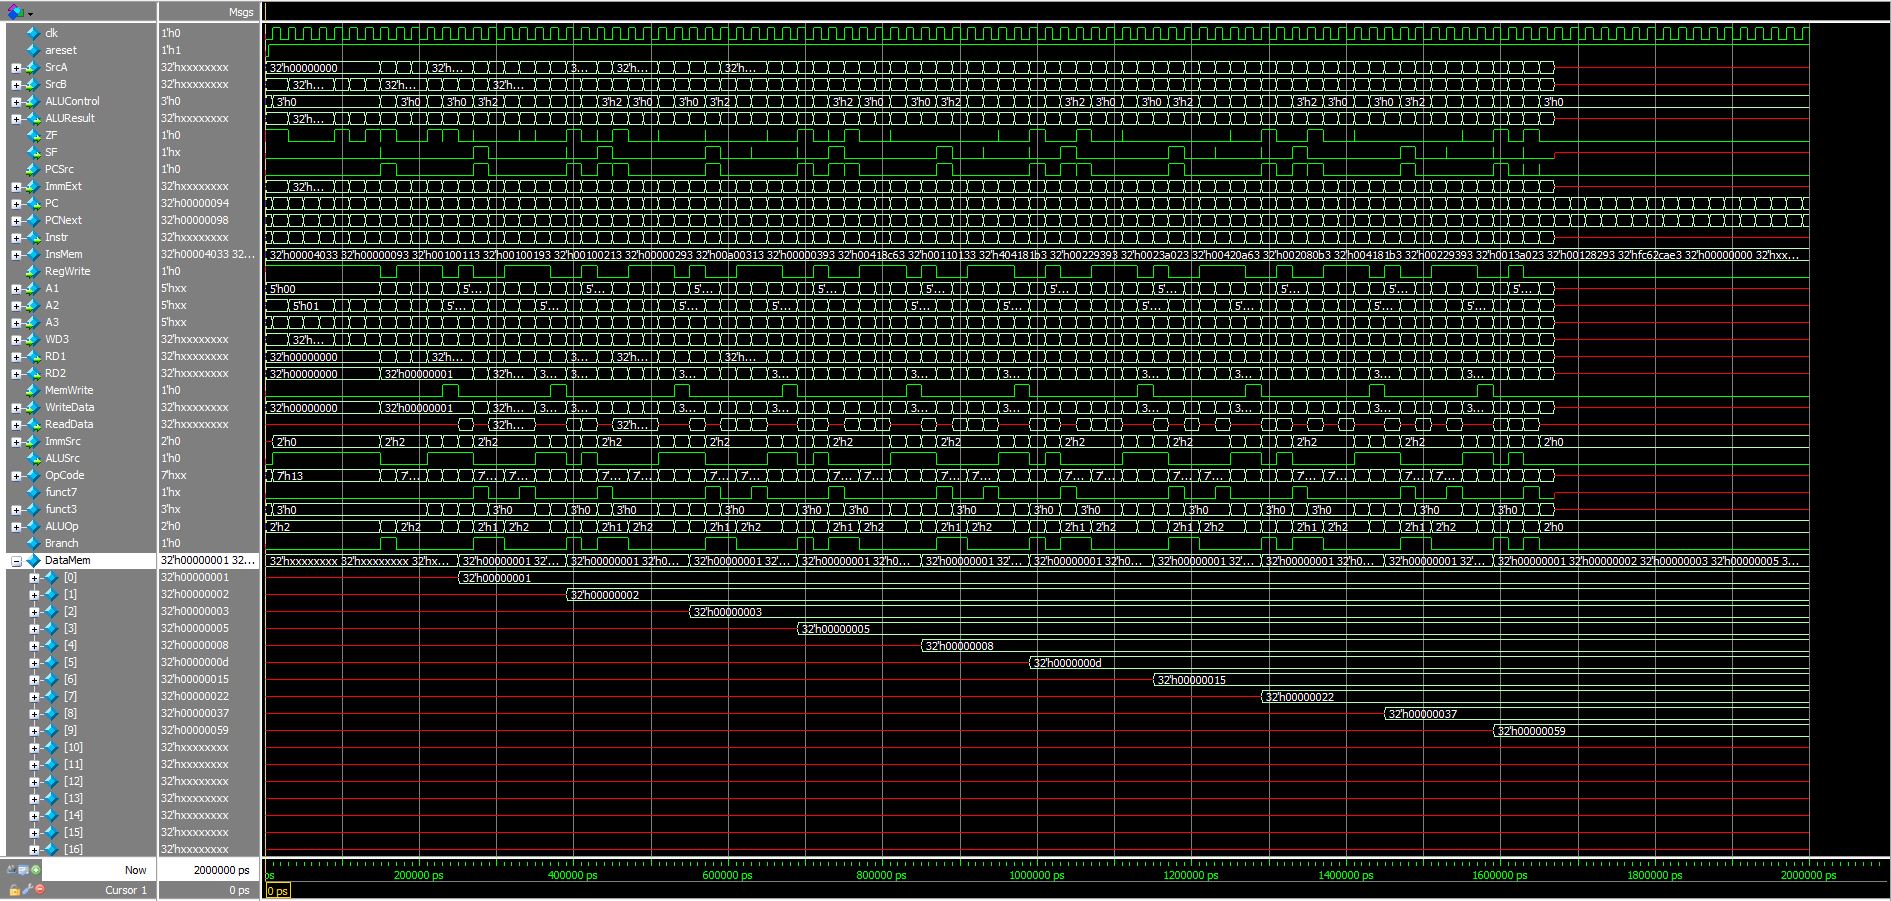 Msgs
clk 1'h0
areset 1'h1
SrcA 32'hxxxxxxxx 32'h00000000 32'h... 3... 32'h... 32'h...
SrcB 32'hxxxxxxxx 32'h... 32'h... 32'h...
ALUControl 3'h0 3'h0 3'h0 3'h0 3'h2 3'h2 3'h0 3'h0 3'h2 3'h2 3'h0 3'h0 3'h2 3'h2 3'h0 3'h0 3'h2 3'h2 3'h0 3'h0 3'h2 3'h0
ALUResult 32'hxxxxxxxx 32'h...
ZF 1'h0
SF 1'hx
PCSrc 1'h0
ImmExt 32'hxxxxxxxx 32'h...
PC 32'h00000094
PCNext 32'h00000098
Instr 32'hxxxxxxxx
InsMem 32'h00004033 32... 32'h00004033 32'h00000093 32'h00100113 32'h00100193 32'h00100213 32'h00000293 32'h00a00313 32'h00000393 32'h00418c63 32'h00110133 32'h404181b3 32'h00229393 32'h0023a023 32'h00420a63 32'h002080b3 32'h004181b3 32'h00229393 32'h0013a023 32'h00128293 32'hfc62cae3 32'h00000000 32'hxx...
RegWrite 1'h0
A1 5'hxx 5'h00 5'... 5'... 5'... 5'... 5'... 5'... 5'... 5'... 5'... 5'...
A2 5'hxx 5'h01 5'... 5'... 5'... 5'... 5'... 5'... 5'... 5'... 5'... 5'...
A3 5'hxx
WD3 32'hxxxxxxxx 32'h...
RD1 32'hxxxxxxxx 32'h00000000 32'h... 3... 32'h... 32'h...
RD2 32'hxxxxxxxx 32'h00000000 32'h00000001 32'h... 3... 3... 3... 3... 3... 3... 3... 3... 3... 3...
MemWrite 1'h0
WriteData 32'hxxxxxxxx 32'h00000000 32'h00000001 32'h... 3... 3... 3... 3... 3... 3... 3... 3... 3... 3...
ReadData 32'hxxxxxxxx 32'h... 32'h...
ImmSrc 2'h0 2'h0 2'h2 2'h2 2'h2 2'h2 2'h2 2'h2 2'h2 2'h2 2'h2 2'h2 2'h0
ALUSrc 1'h0
OpCode 7'hxx 7'h13 7'... 7'... 7'... 7'... 7'... 7'... 7'... 7'... 7'... 7'... 7'... 7'... 7'... 7'... 7'... 7'... 7'... 7'... 7'... 7'...
funct7 1'hx
funct3 3'hx 3'h0 3'h0 3'h0 3'h0 3'h0 3'h0 3'h0 3'h0 3'h0 3'h0
ALUOp 2'h0 2'h2 2'h2 2'h1 2'h2 2'h1 2'h2 2'h1 2'h2 2'h1 2'h2 2'h1 2'h2 2'h1 2'h2 2'h1 2'h2 2'h1 2'h2 2'h0
Branch 1'h0
DataMem 32'h00000001 32... 32'hxxxxxxxx 32'hxxxxxxxx 32'hx... 32'h00000001 32'... 32'h00000001 32'h0... 32'h00000001 32'... 32'h00000001 32'h0... 32'h00000001 32'... 32'h00000001 32'h0... 32'h00000001 32'... 32'h00000001 32'h0... 32'h00000001 32'... 32'h00000001 32'h00000002 32'h00000003 32'h00000005 3...
[0] 32'h00000001 32'h00000001
[1] 32'h00000002 32'h00000002
[2] 32'h00000003 32'h00000003
[3] 32'h00000005 32'h00000005
[4] 32'h00000008 32'h00000008
[5] 32'h0000000d 32'h0000000d
[6] 32'h00000015 32'h00000015
[7] 32'h00000022 32'h00000022
[8] 32'h00000037 32'h00000037
[9] 32'h00000059 32'h00000059
[10] 32'hxxxxxxxx
[11] 32'hxxxxxxxx
[12] 32'hxxxxxxxx
[13] 32'hxxxxxxxx
[14] 32'hxxxxxxxx
[15] 32'hxxxxxxxx
[16] 32'hxxxxxxxx
Now 2000000 ps ps 200000 ps 400000 ps 600000 ps 800000 ps 1000000 ps 1200000 ps 1400000 ps 1600000 ps 1800000 ps 2000000 ps
Cursor 1 0 ps 0 ps